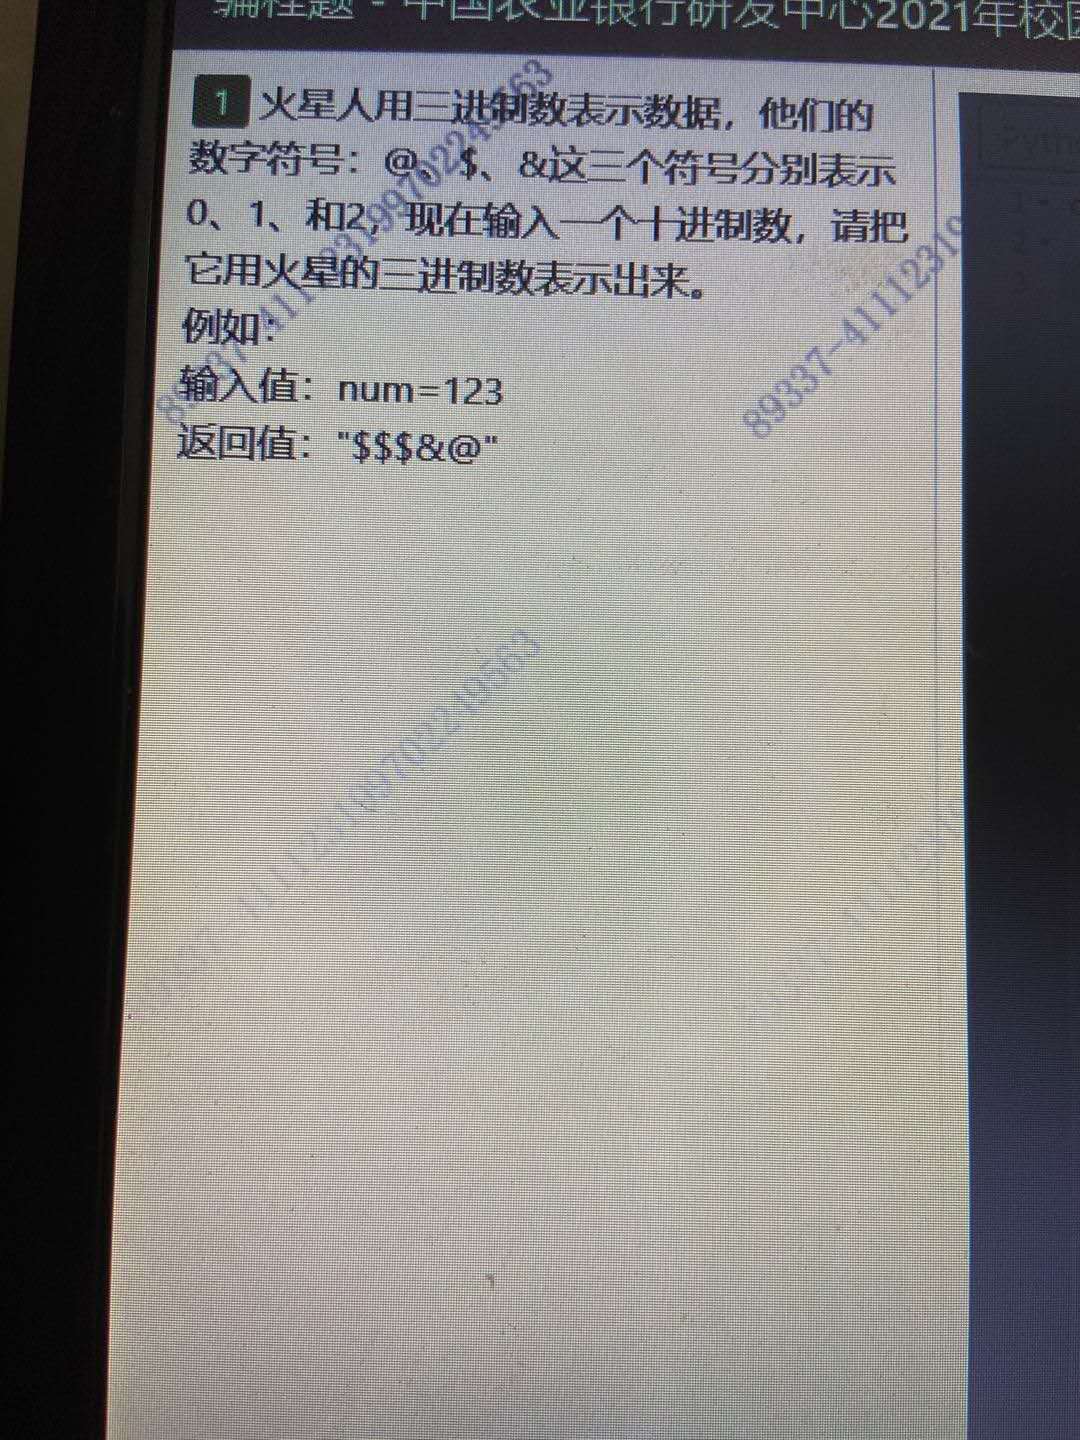 编程题 - 中国农业银行研发中心2021年校园
1 火星人用三进制数表示数据，他们的
数字符号：@、$、&这三个符号分别表示
0、1、和2，现在输入一个十进制数，请把
它用火星的三进制数表示出来。
例如：
输入值：num=123
返回值："$$$&@"